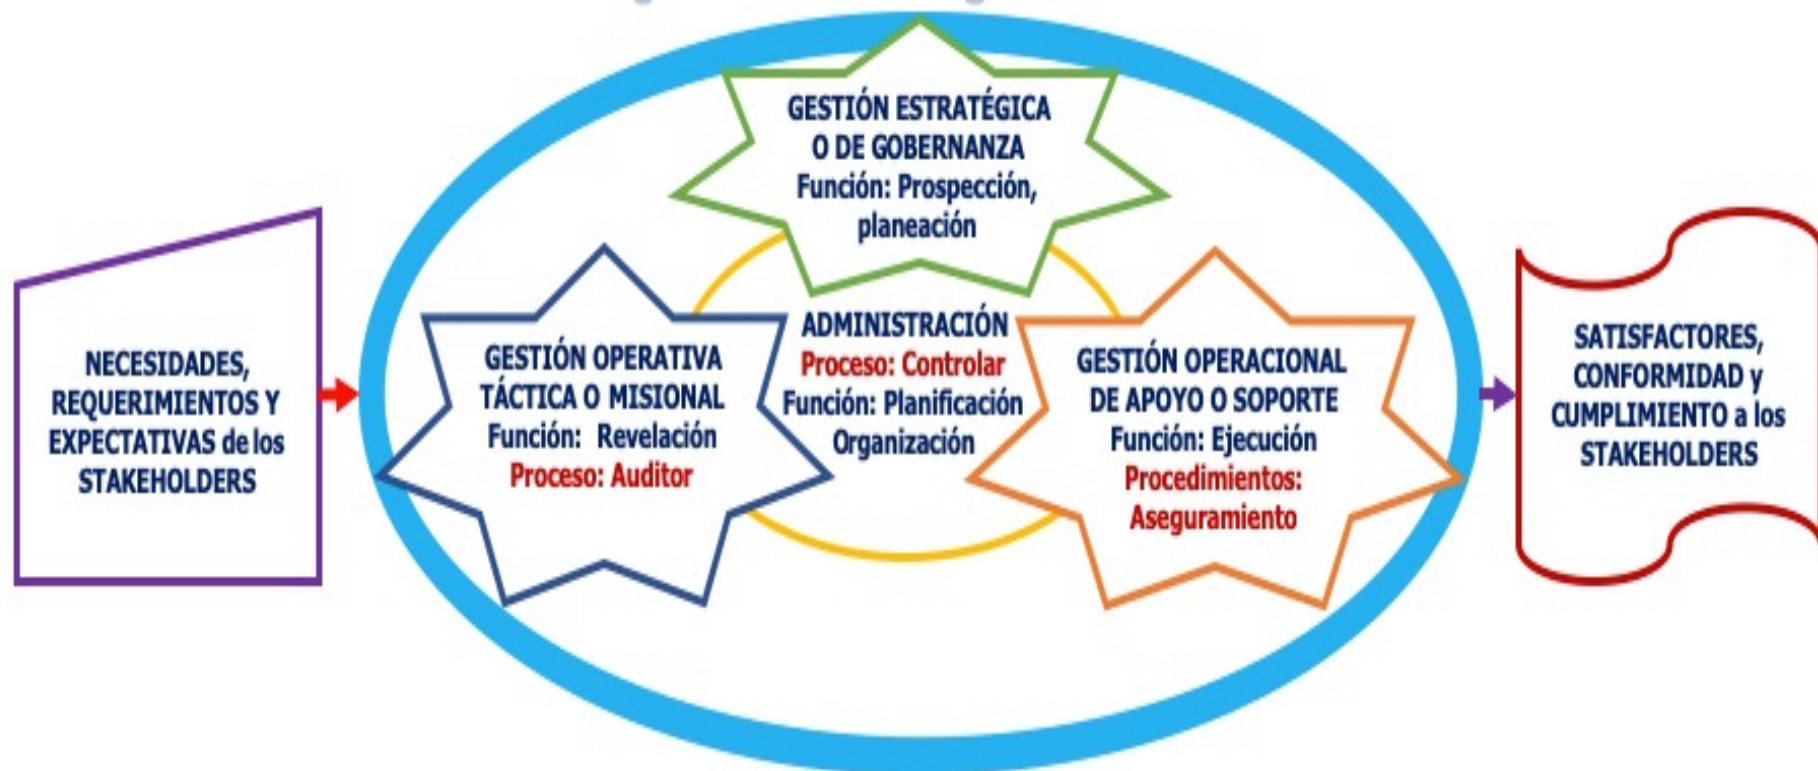 NECESIDADES,
REQUERIMIENTOS Y
EXPECTATIVAS de los
STAKEHOLDERS
GESTIÓN ESTRATÉGICA
O DE GOBERNANZA
Función: Prospección,
planeación
GESTIÓN OPERATIVA
TÁCTICA O MISIONAL
Función: Revelación
Proceso: Auditor
ADMINISTRACIÓN
Proceso: Controlar
Función: Planificación
Organización
GESTIÓN OPERACIONAL
DE APOYO O SOPORTE
Función: Ejecución
Procedimientos:
Aseguramiento
SATISFACTORES,
CONFORMIDAD y
CUMPLIMIENTO a los
STAKEHOLDERS